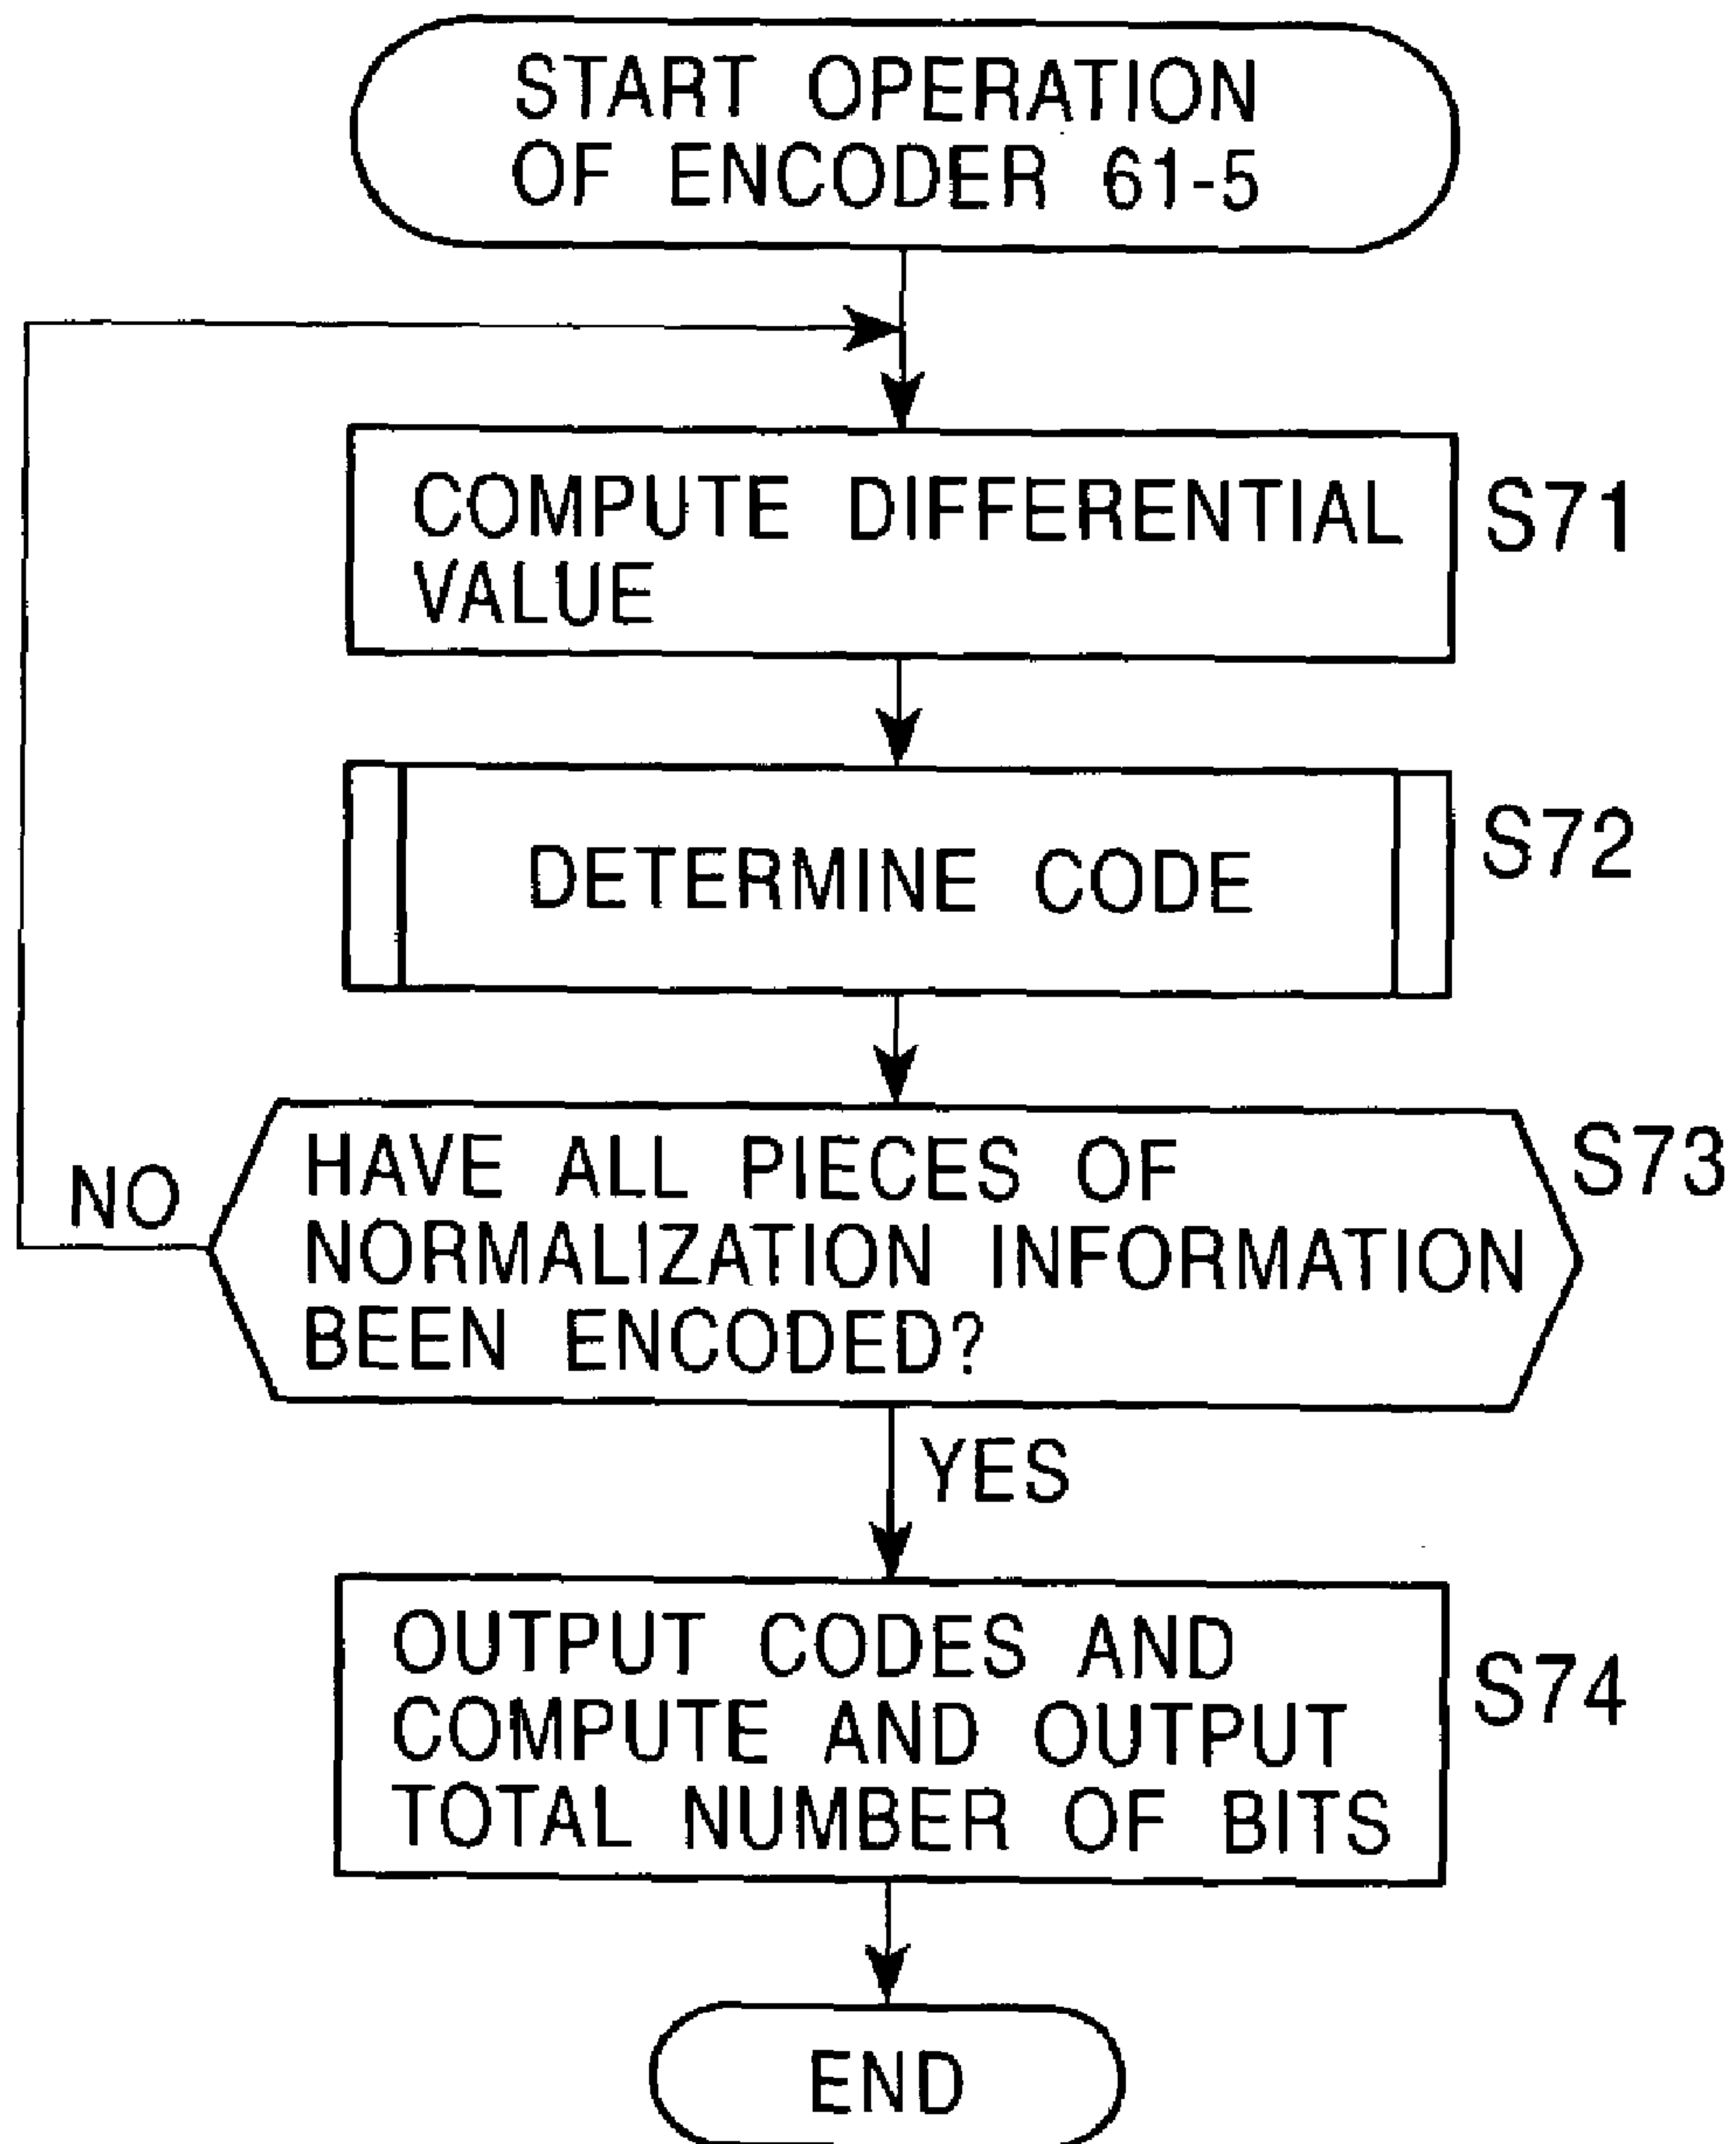 START OPERATION
OF ENCODER 61-5
COMPUTE DIFFERENTIAL
VALUE
S71
DETERMINE CODE
S72
HAVE ALL PIECES OF
NORMALIZATION INFORMATION
BEEN ENCODED?
S73
NO
YES
OUTPUT CODES AND
COMPUTE AND OUTPUT
TOTAL NUMBER OF BITS
S74
END